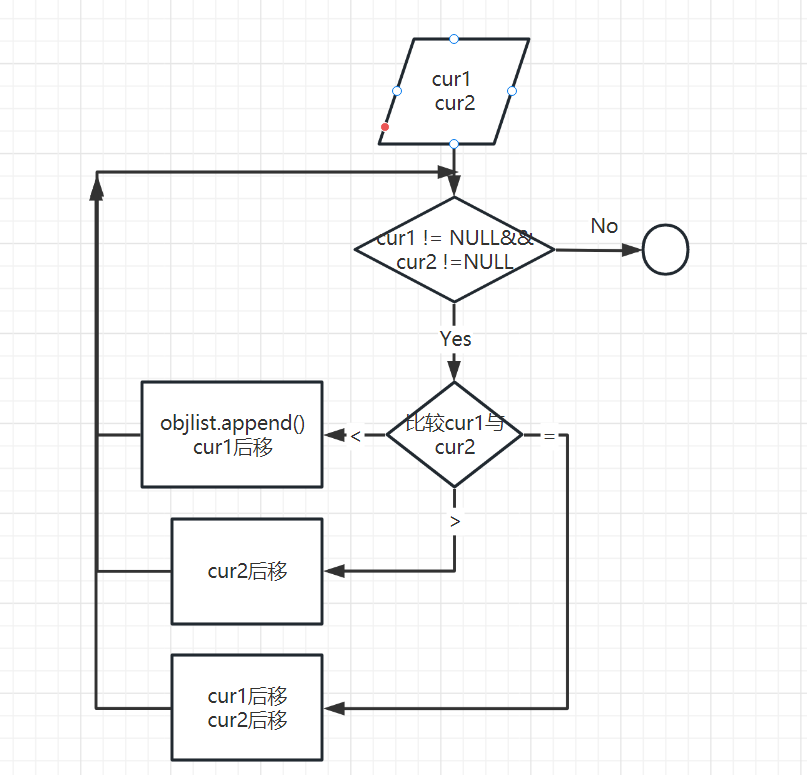 cur1
cur2
cur1 != NULL&&
cur2 !=NULL
No
Yes
比较cur1与
cur2
<
=
>
objlist.append()
cur1后移
cur2后移
cur1后移
cur2后移